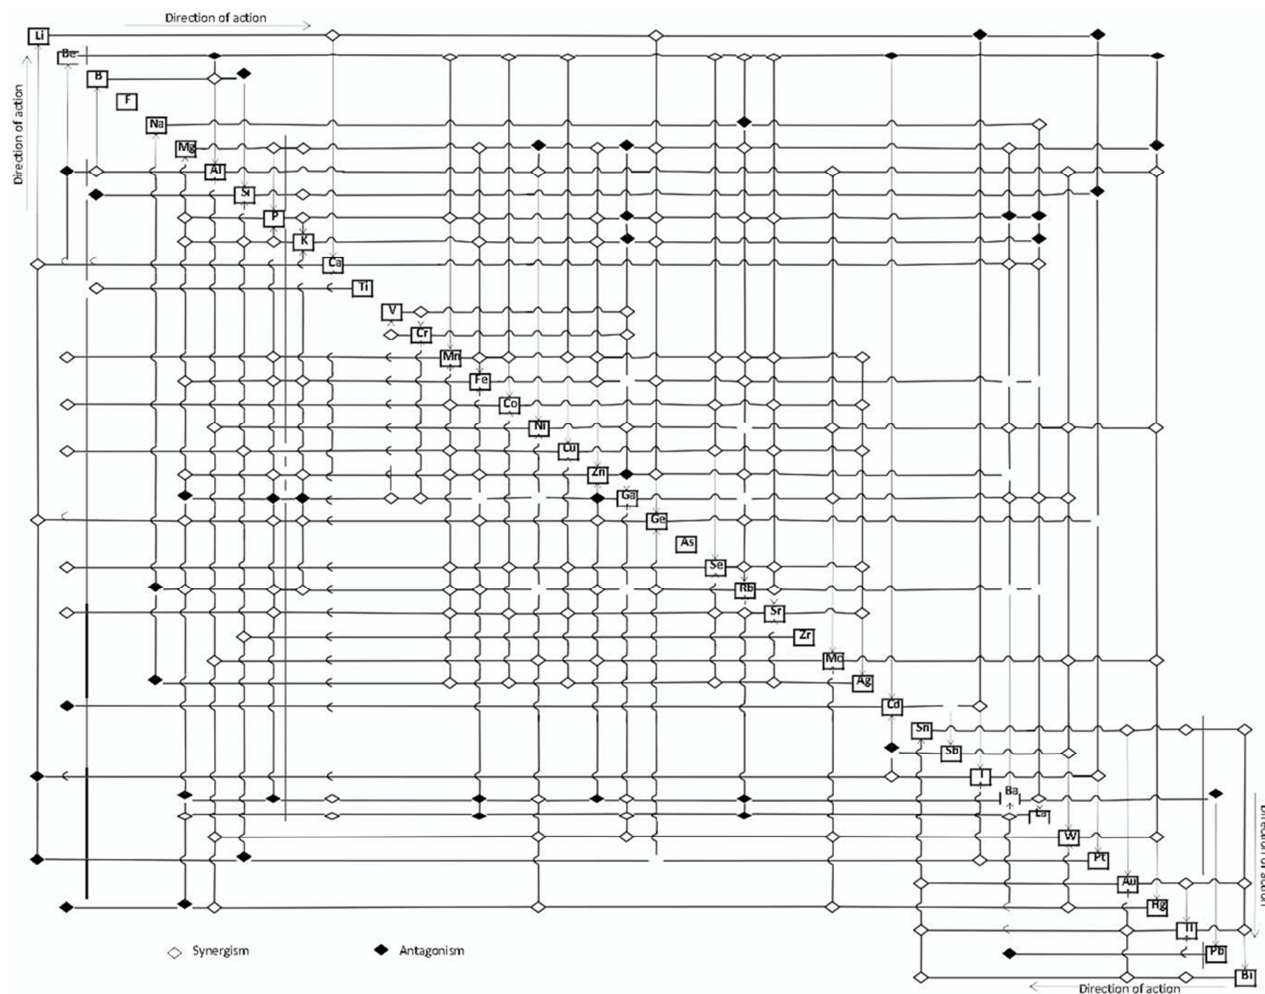 Direction of action
Li
Be
B
F
Na
Mg
Direction of action
Al
Si
P
K
Ca
Ti
V
Cr
Mn
Fe
Co
Ni
Cu
Zn
Ga
Ge
As
Se
Rb
Sr
Zr
Mo
Ag
Cd
Sn
Sb
I
Ba
La
W
Direction of action
Pt
Au
Hg
Tl
Synergism
Antagonism
Pb
Bi
Direction of action